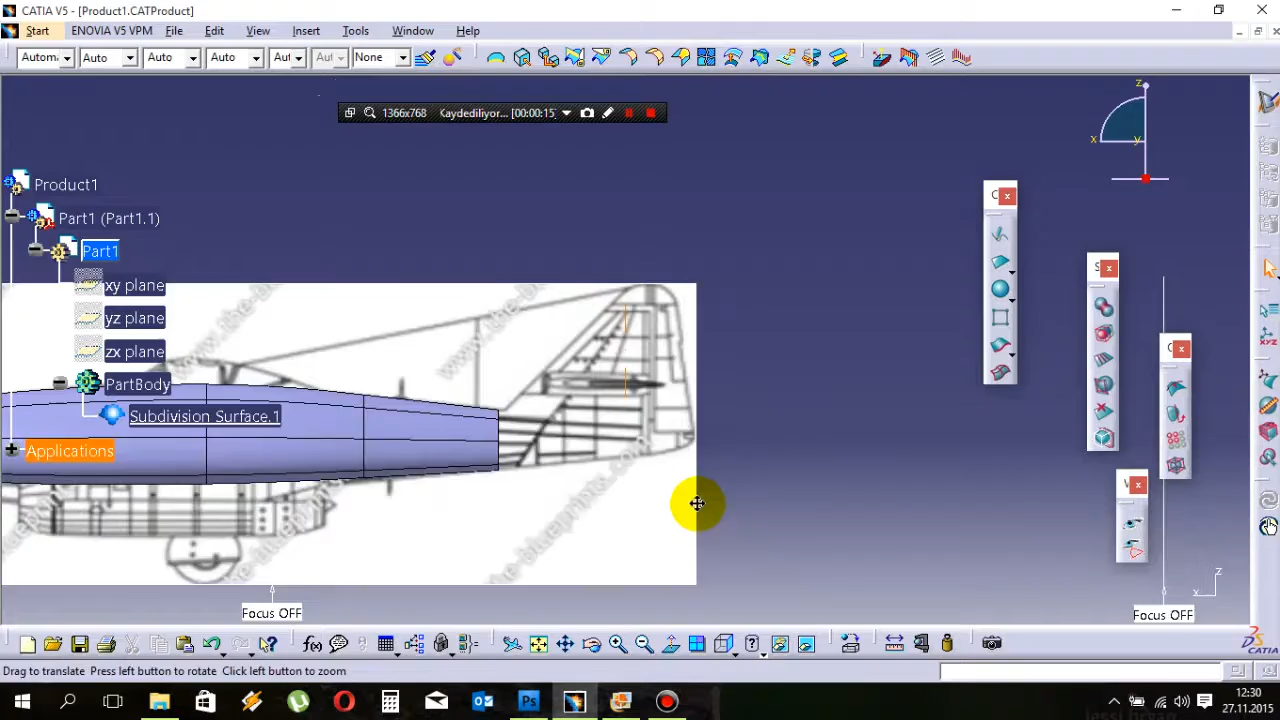 CATIA V5 - [Product1.CATProduct]
Start ENOVIA V5 VPM File Edit View Insert Tools Window Help
Auto Auto Auto None
1366x768 Kaydediliyor... [00:00:15]
z
x y
Product1
Part1 (Part1.1)
Part1
xy plane
yz plane
zx plane
PartBody
Subdivision Surface.1
Applications
z
x
Focus OFF
Focus OFF
CATIA
Drag to translate Press left button to rotate Click left button to zoom
12:30
27.11.2015